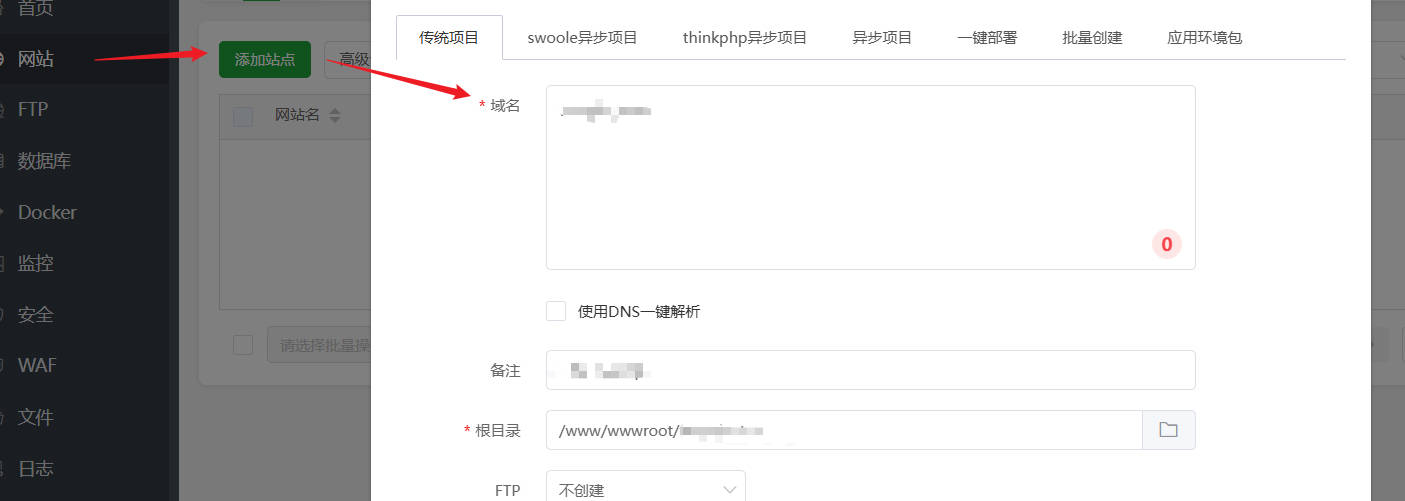 首页
网站
FTP
数据库
Docker
监控
安全
WAF
文件
日志
添加站点
高级
网站名
请选择批量操
传统项目
swoole异步项目
thinkphp异步项目
异步项目
一键部署
批量创建
应用环境包
* 域名
0
使用DNS一键解析
备注
* 根目录
/www/wwwroot/
FTP
不创建